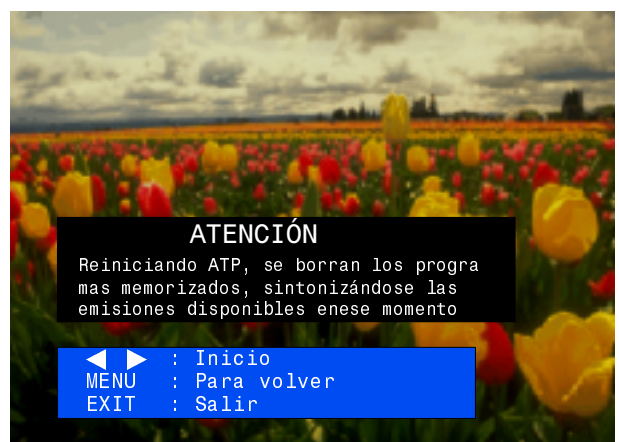 ATENCIÓN
Reiniciando ATP, se borran los progra
mas memorizados, sintonizándose las
emisiones disponibles enese momento
◀ ▶ : Inicio
MENU : Para volver
EXIT : Salir